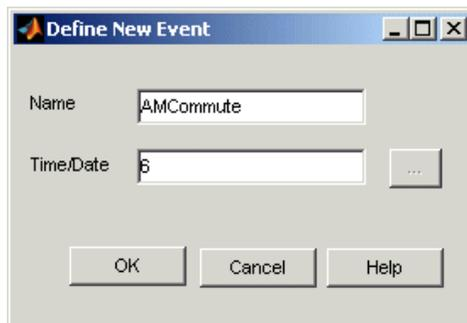 Define New Event
Name AMCommute
Time/Date 6 ...
OK Cancel Help